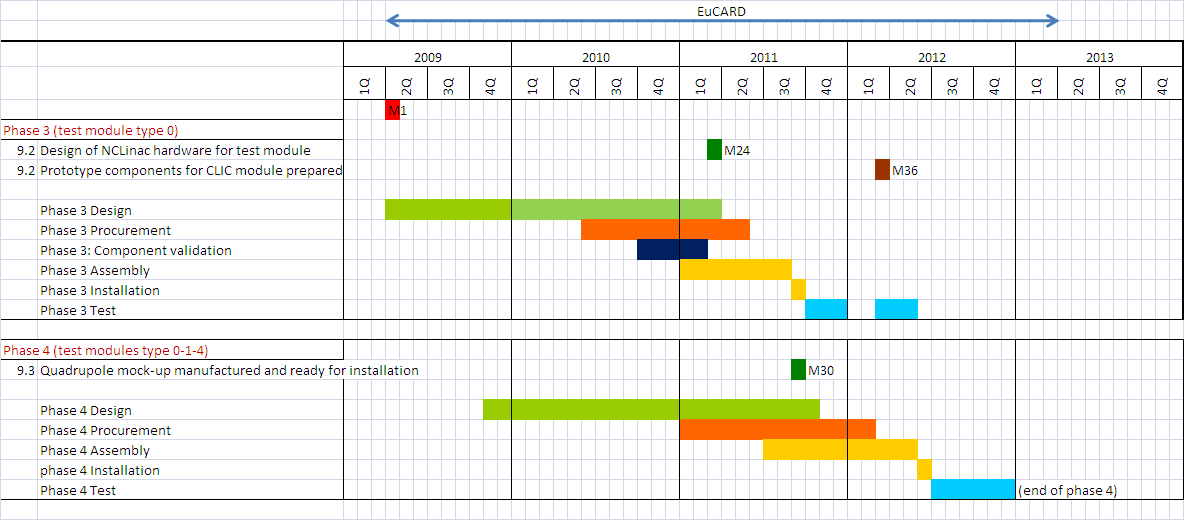 EuCARD
2009 2010 2011 2012 2013
1Q 2Q 3Q 4Q 1Q 2Q 3Q 4Q 1Q 2Q 3Q 4Q 1Q 2Q 3Q 4Q 1Q 2Q 3Q 4Q
M1
Phase 3 (test module type 0)
9.2 Design of NCLinac hardware for test module M24
9.2 Prototype components for CLIC module prepared M36
Phase 3 Design
Phase 3 Procurement
Phase 3: Component validation
Phase 3 Assembly
Phase 3 Installation
Phase 3 Test
Phase 4 (test modules type 0-1-4)
9.3 Quadrupole mock-up manufactured and ready for installation M30
Phase 4 Design
Phase 4 Procurement
Phase 4 Assembly
phase 4 Installation
Phase 4 Test (end of phase 4)